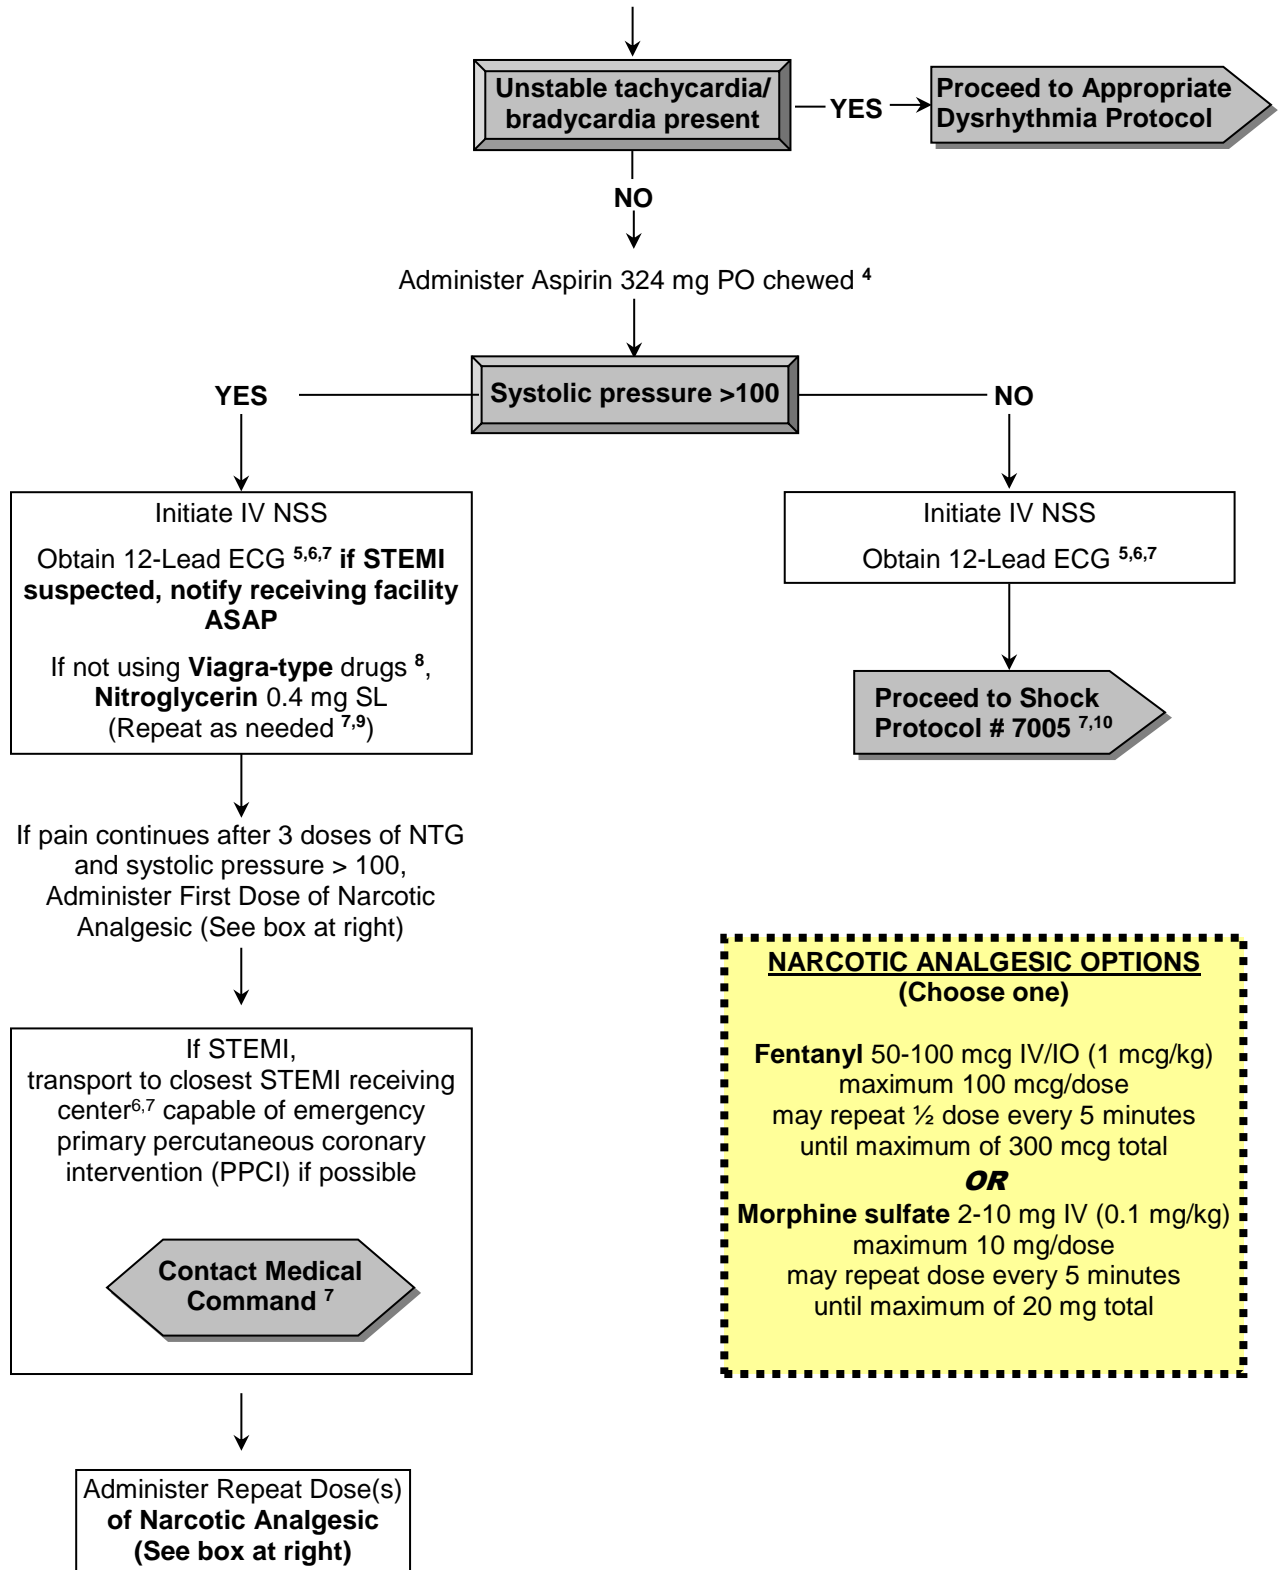 Unstable tachycardia/
bradycardia present
YES
Proceed to Appropriate
Dysrhythmia Protocol
NO
Administer Aspirin 324 mg PO chewed 4
Systolic pressure >100
YES
NO
Initiate IV NSS
Obtain 12-Lead ECG 5,6,7 if STEMI
suspected, notify receiving facility
ASAP
If not using Viagra-type drugs 8,
Nitroglycerin 0.4 mg SL
(Repeat as needed 7,9)
Initiate IV NSS
Obtain 12-Lead ECG 5,6,7
Proceed to Shock
Protocol # 7005 7,10
If pain continues after 3 doses of NTG
and systolic pressure > 100,
Administer First Dose of Narcotic
Analgesic (See box at right)
If STEMI,
transport to closest STEMI receiving
center6,7 capable of emergency
primary percutaneous coronary
intervention (PPCI) if possible
Contact Medical
Command 7
Administer Repeat Dose(s)
of Narcotic Analgesic
(See box at right)
NARCOTIC ANALGESIC OPTIONS
(Choose one)
Fentanyl 50-100 mcg IV/IO (1 mcg/kg)
maximum 100 mcg/dose
may repeat ½ dose every 5 minutes
until maximum of 300 mcg total
OR
Morphine sulfate 2-10 mg IV (0.1 mg/kg)
maximum 10 mg/dose
may repeat dose every 5 minutes
until maximum of 20 mg total